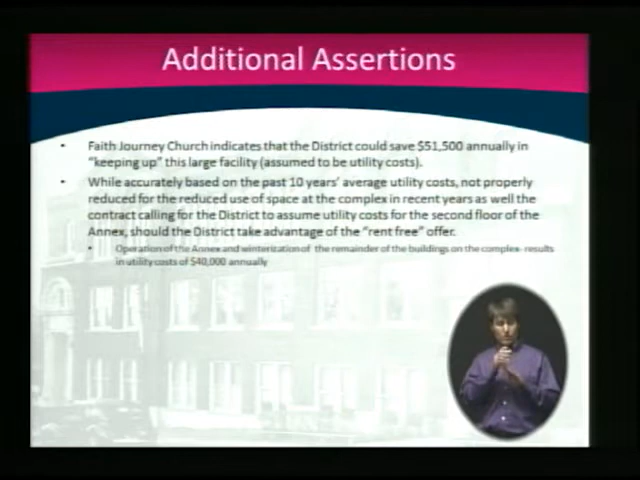 Additional Assertions
• Faith Journey Church indicates that the District could save $51,500 annually in
"keeping up" this large facility (assumed to be utility costs).
• While accurately based on the past 10 years' average utility costs, not properly
reduced for the reduced use of space at the complex in recent years as well the
contract calling for the District to assume utility costs for the second floor of the
Annex, should the District take advantage of the "rent free" offer.
• Operation of the Annex and winterization of the remainder of the buildings on the complex- results
in utility costs of $40,000 annually